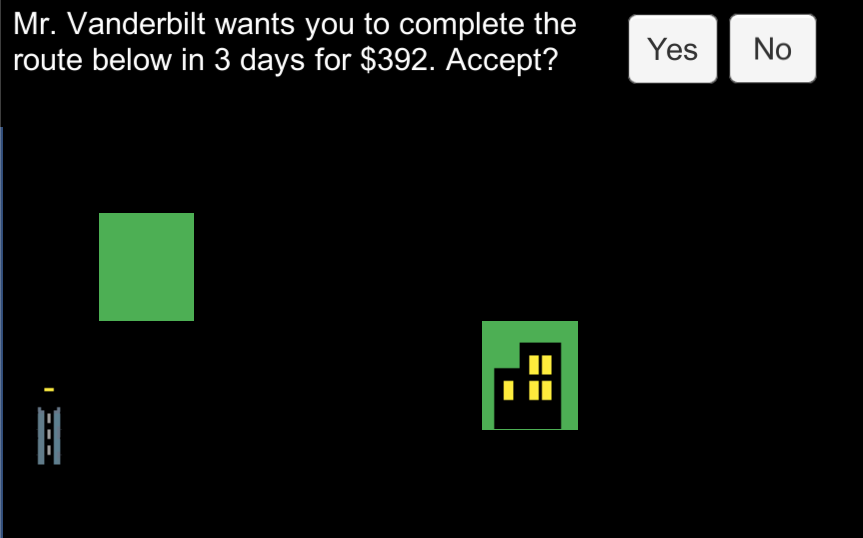 Mr. Vanderbilt wants you to complete the
route below in 3 days for $392. Accept?
Yes
No